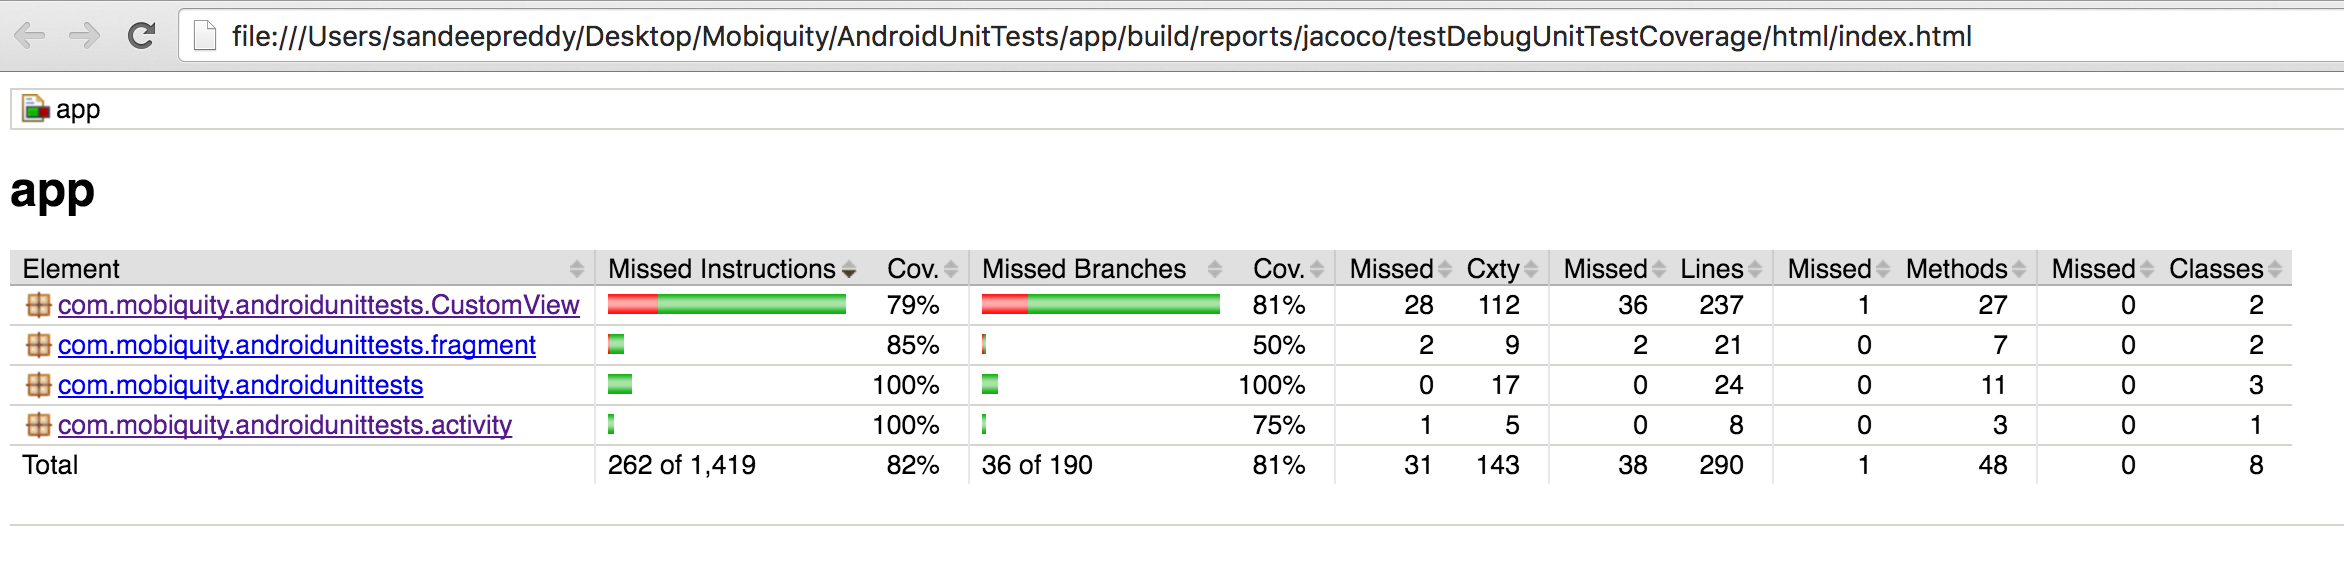 file:///Users/sandeepreddy/Desktop/Mobiquity/AndroidUnitTests/app/build/reports/jacoco/testDebugUnitTestCoverage/html/index.html
app
app
Element Missed Instructions Cov. Missed Branches Cov. Missed Cxty Missed Lines Missed Methods Missed Classes
com.mobiquity.androidunittests.CustomView 79% 81% 28 112 36 237 1 27 0 2
com.mobiquity.androidunittests.fragment 85% 50% 2 9 2 21 0 7 0 2
com.mobiquity.androidunittests 100% 100% 0 17 0 24 0 11 0 3
com.mobiquity.androidunittests.activity 100% 75% 1 5 0 8 0 3 0 1
Total 262 of 1,419 82% 36 of 190 81% 31 143 38 290 1 48 0 8